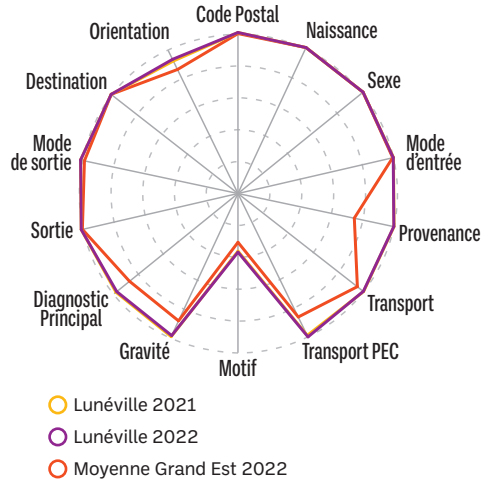 Code Postal
Naissance
Sexe
Mode
d'entrée
Provenance
Transport
Transport PEC
Motif
Gravité
Diagnostic
Principal
Sortie
Mode
de sortie
Destination
Orientation
Lunéville 2021
Lunéville 2022
Moyenne Grand Est 2022